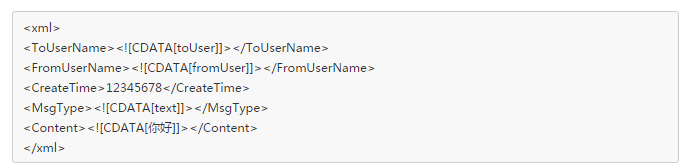 <xml>
<ToUserName><![CDATA[toUser]]></ToUserName>
<FromUserName><![CDATA[fromUser]]></FromUserName>
<CreateTime>12345678</CreateTime>
<MsgType><![CDATA[text]]></MsgType>
<Content><![CDATA[你好]]></Content>
</xml>